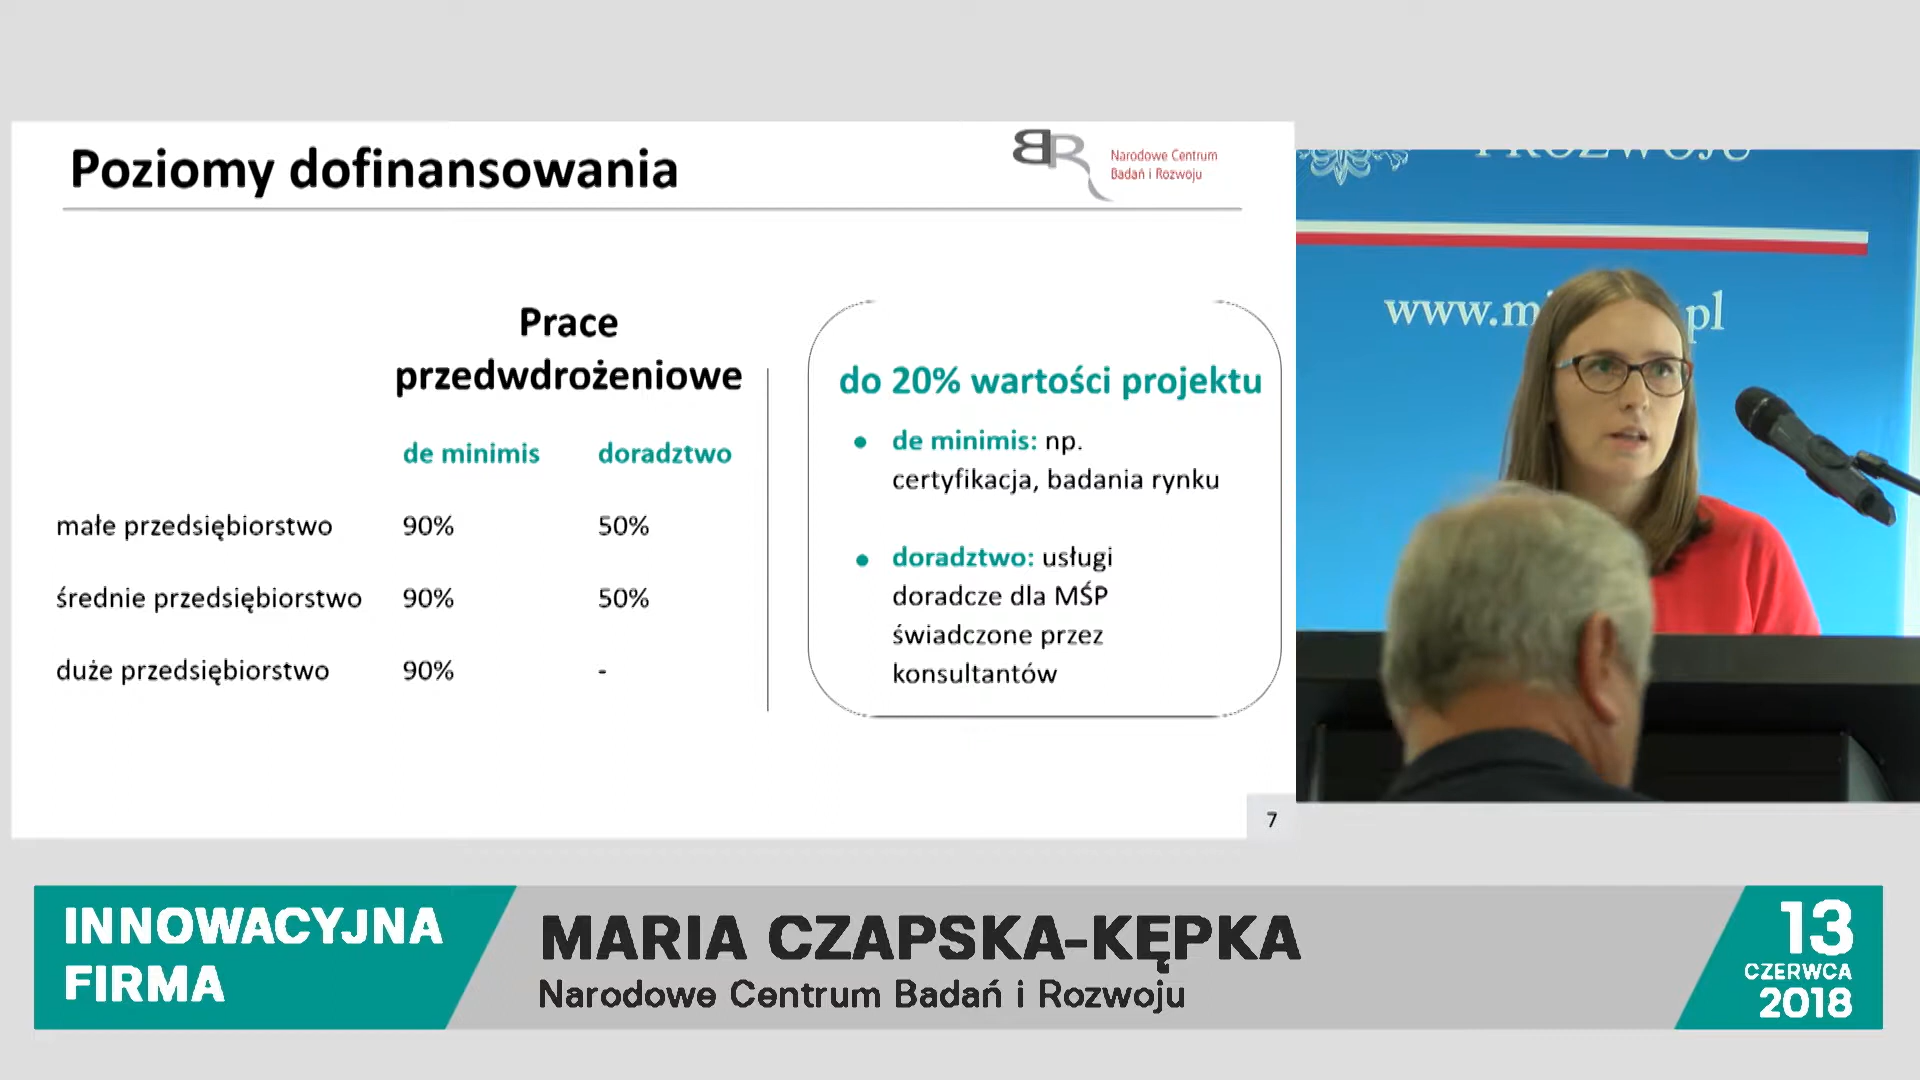 Poziomy dofinansowania
Narodowe Centrum
Badań i Rozwoju
Prace
przedwdrożeniowe
de minimis doradztwo
małe przedsiębiorstwo 90% 50%
średnie przedsiębiorstwo 90% 50%
duże przedsiębiorstwo 90% -
do 20% wartości projektu
• de minimis: np.
certyfikacja, badania rynku
• doradztwo: usługi
doradcze dla MŚP
świadczone przez
konsultantów
7
www.mi pl
INNOWACYJNA
FIRMA
MARIA CZAPSKA-KĘPKA
Narodowe Centrum Badań i Rozwoju
13
CZERWCA
2018